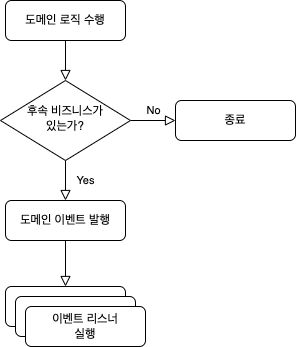 도메인 로직 수행
후속 비즈니스가
있는가?
No
종료
Yes
도메인 이벤트 발행
이벤트 리스너
실행